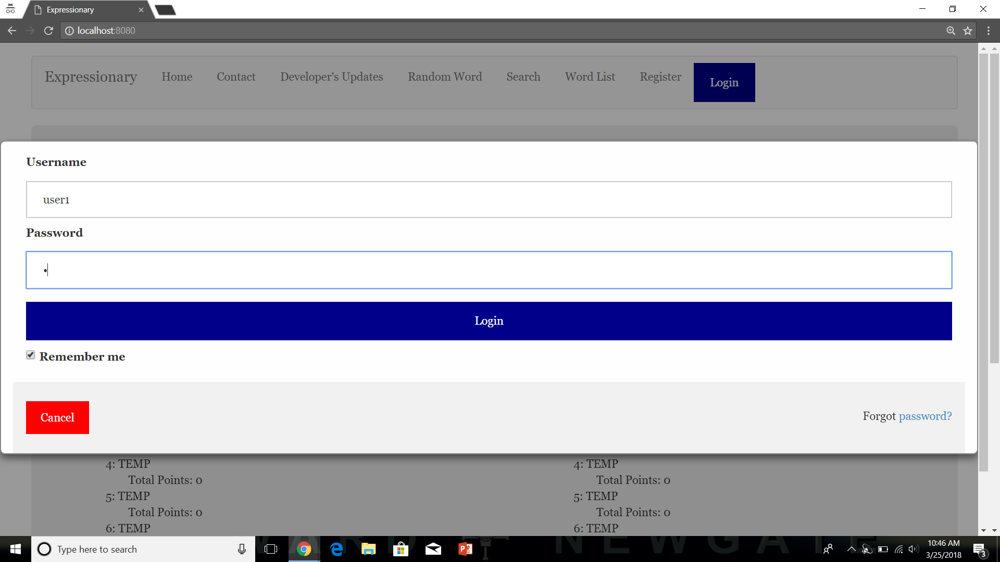 Expressionary
localhost:8080
Expressionary Home Contact Developer's Updates Random Word Search Word List Register Login
Username
user1
Password
•
Login
Remember me
Cancel
Forgot password?
4: TEMP
Total Points: 0
5: TEMP
Total Points: 0
6: TEMP
4: TEMP
Total Points: 0
5: TEMP
Total Points: 0
6: TEMP
Type here to search
NEWGATE
10:46 AM
3/25/2018
3